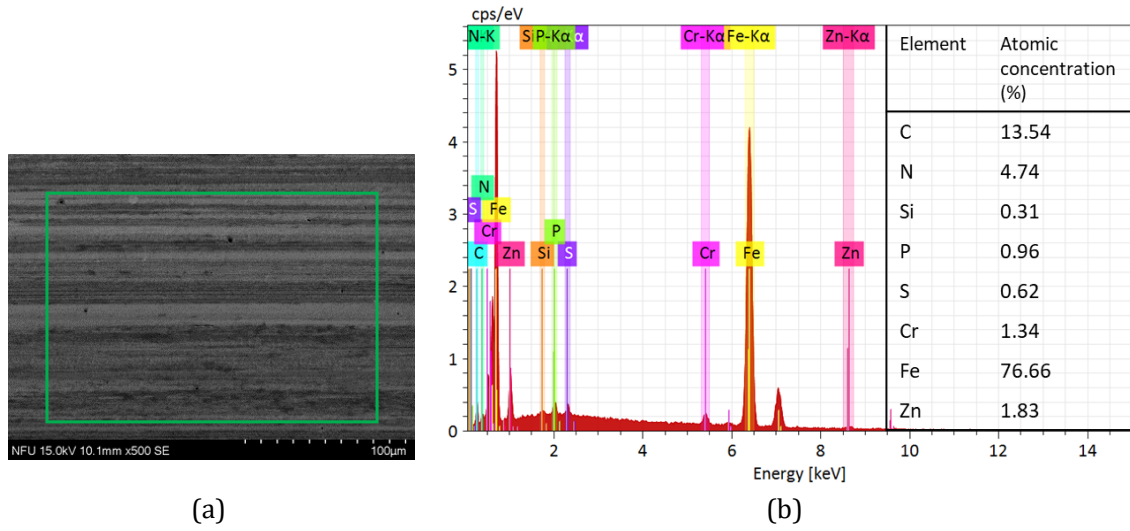 cps/eV
N-K Si P-Kα α Cr-Kα Fe-Kα Zn-Kα
Element Atomic concentration (%)
C 13.54
N 4.74
Si 0.31
P 0.96
S 0.62
Cr 1.34
Fe 76.66
Zn 1.83
5
4
3
2
1
0
N
S Fe P
Cr
C Zn Si S Cr Fe Zn
2 4 6 8 10 12 14
Energy [keV]
NFU 15.0kV 10.1mm x500 SE 100μm
(a) (b)